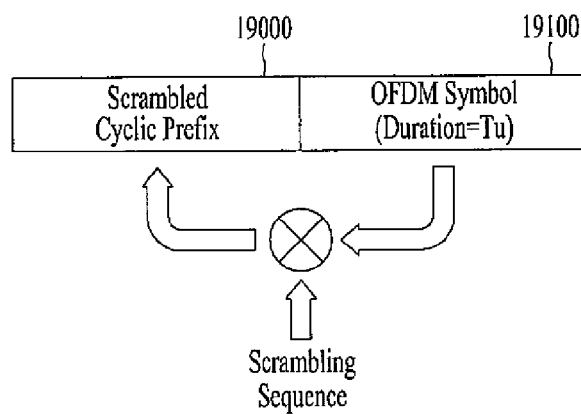 19000
19100
Scrambled
Cyclic Prefix
OFDM Symbol
(Duration=Tu)
Scrambling
Sequence